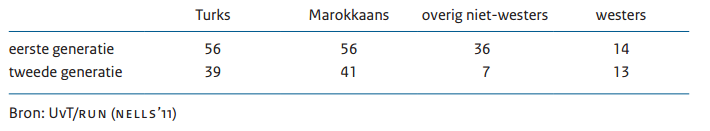 Turks Marokkaans overig niet-westers westers
eerste generatie 56 56 36 14
tweede generatie 39 41 7 13
Bron: UvT/RUN (NELLS'11)